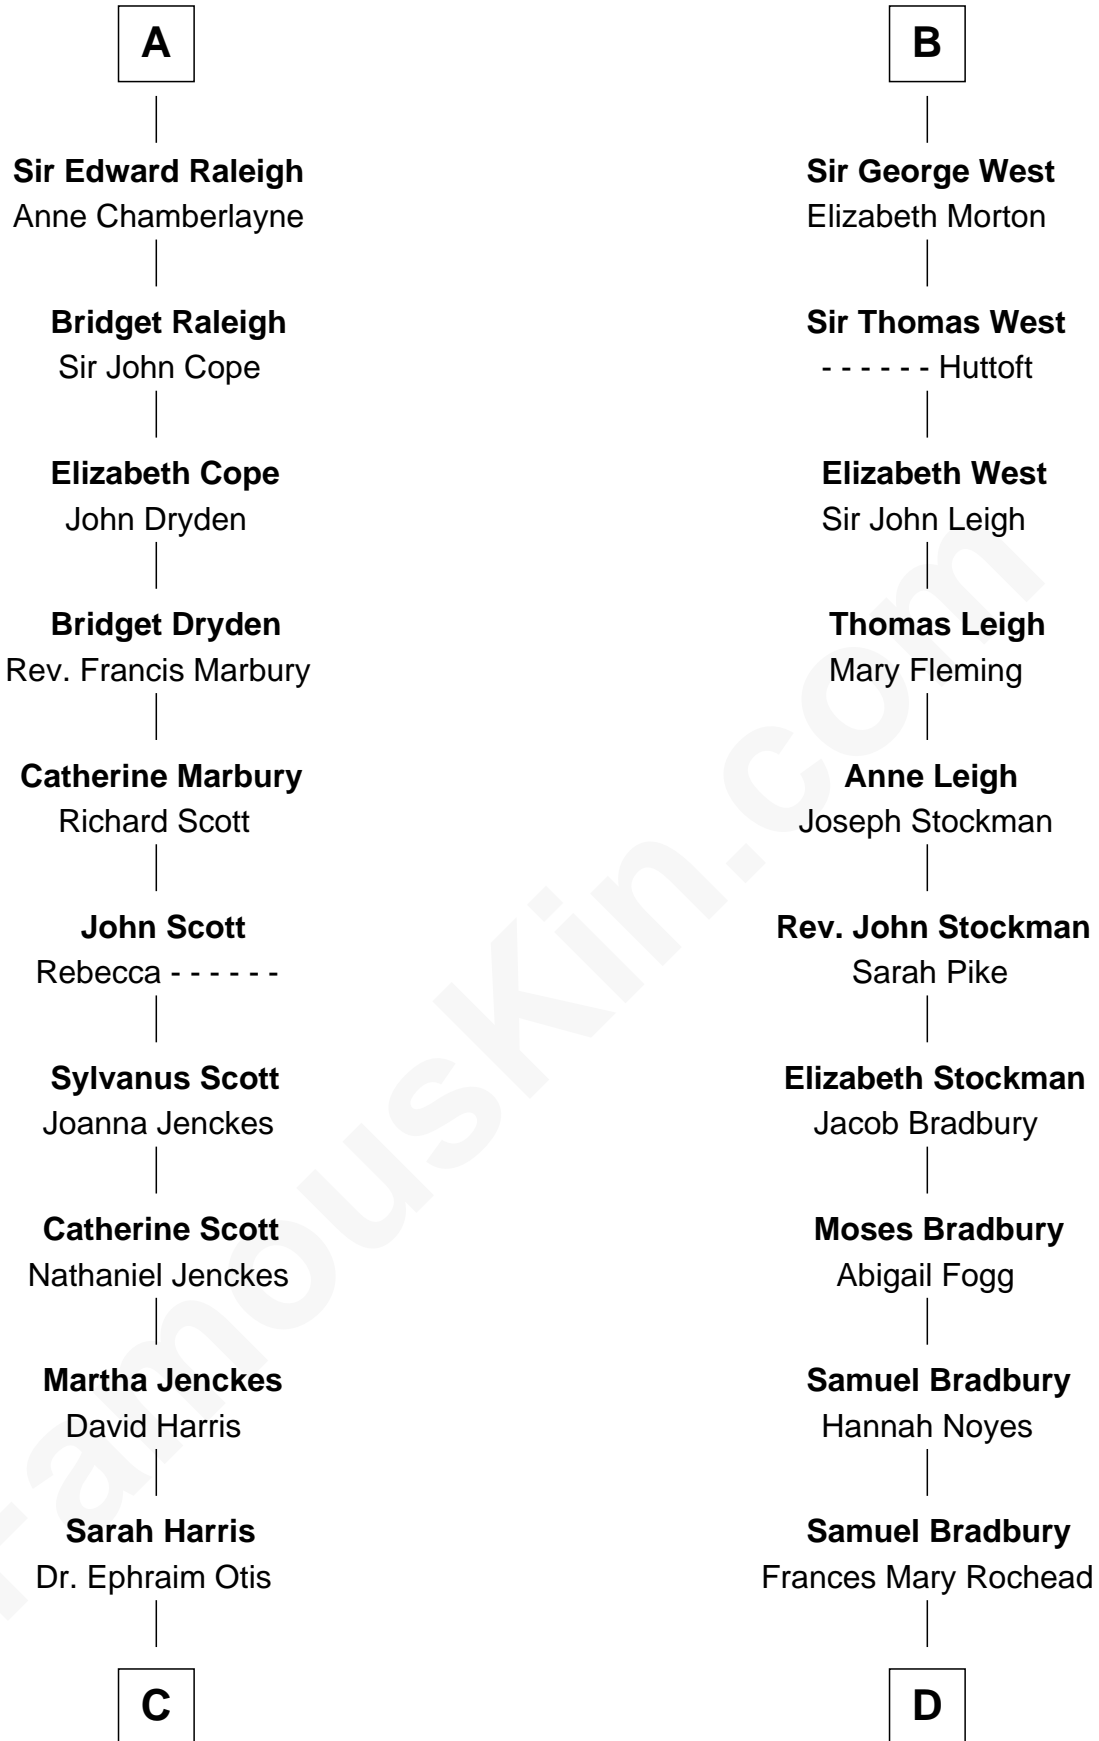 A
Sir Edward Raleigh
Anne Chamberlayne
Bridget Raleigh
Sir John Cope
Elizabeth Cope
John Dryden
Bridget Dryden
Rev. Francis Marbury
Catherine Marbury
Richard Scott
John Scott
Rebecca - - - - - -
Sylvanus Scott
Joanna Jenckes
Catherine Scott
Nathaniel Jenckes
Martha Jenckes
David Harris
Sarah Harris
Dr. Ephraim Otis
C
B
Sir George West
Elizabeth Morton
Sir Thomas West
- - - - - - Huttoft
Elizabeth West
Sir John Leigh
Thomas Leigh
Mary Fleming
Anne Leigh
Joseph Stockman
Rev. John Stockman
Sarah Pike
Elizabeth Stockman
Jacob Bradbury
Moses Bradbury
Abigail Fogg
Samuel Bradbury
Hannah Noyes
Samuel Bradbury
Frances Mary Rochead
D
FamousKin.com